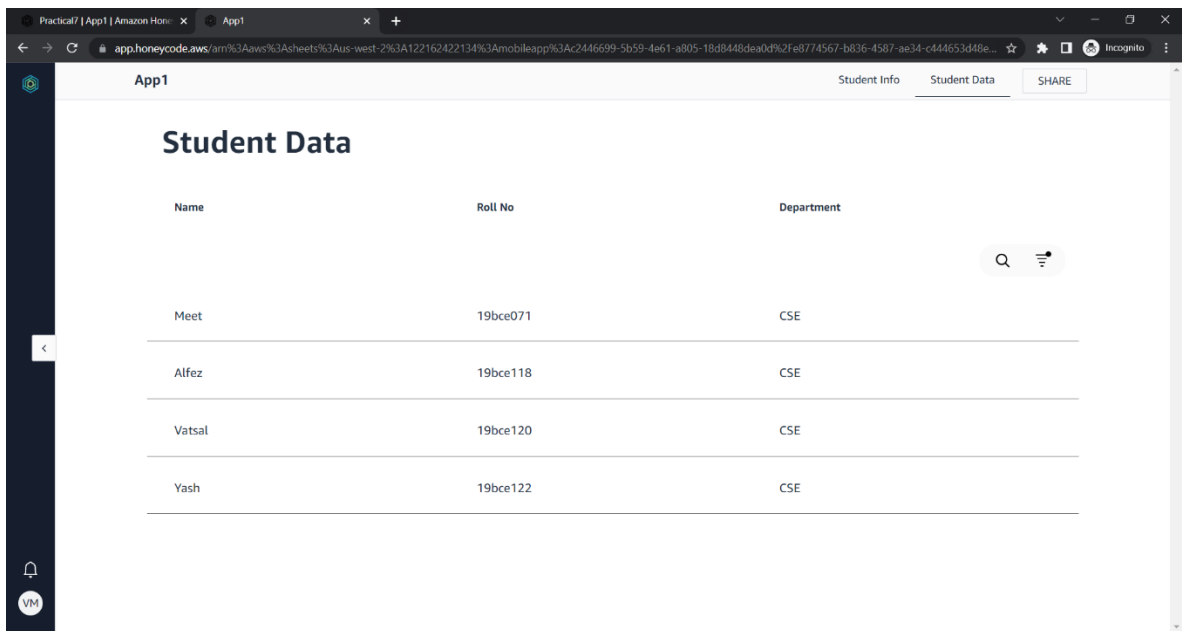 Practical7 | App1 | Amazon Hone
App1
app.honeycode.aws/arn%3Aaws%3Asheets%3Aus-west-2%3A122162422134%3Amobileapp%3Ac2446699-5b59-4e61-a805-18d8448dea0d%2Fe8774567-b836-4587-ae34-c444653d48e...
Incognito
App1
Student Info
Student Data
SHARE
Student Data
Name Roll No Department
Meet 19bce071 CSE
Alfez 19bce118 CSE
Vatsal 19bce120 CSE
Yash 19bce122 CSE
VM